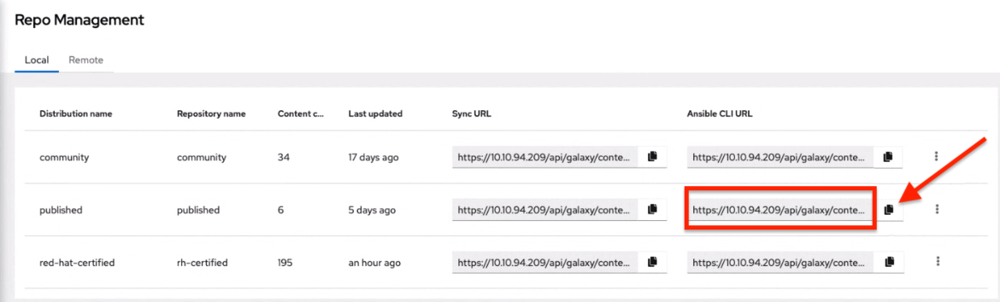 Repo Management
Local Remote
Distribution name Repository name Content c... Last updated Sync URL Ansible CLI URL
community community 34 17 days ago https://10.10.94.209/api/galaxy/conte... https://10.10.94.209/api/galaxy/conte...
published published 6 5 days ago https://10.10.94.209/api/galaxy/conte... https://10.10.94.209/api/galaxy/conte...
red-hat-certified rh-certified 195 an hour ago https://10.10.94.209/api/galaxy/conte... https://10.10.94.209/api/galaxy/conte...